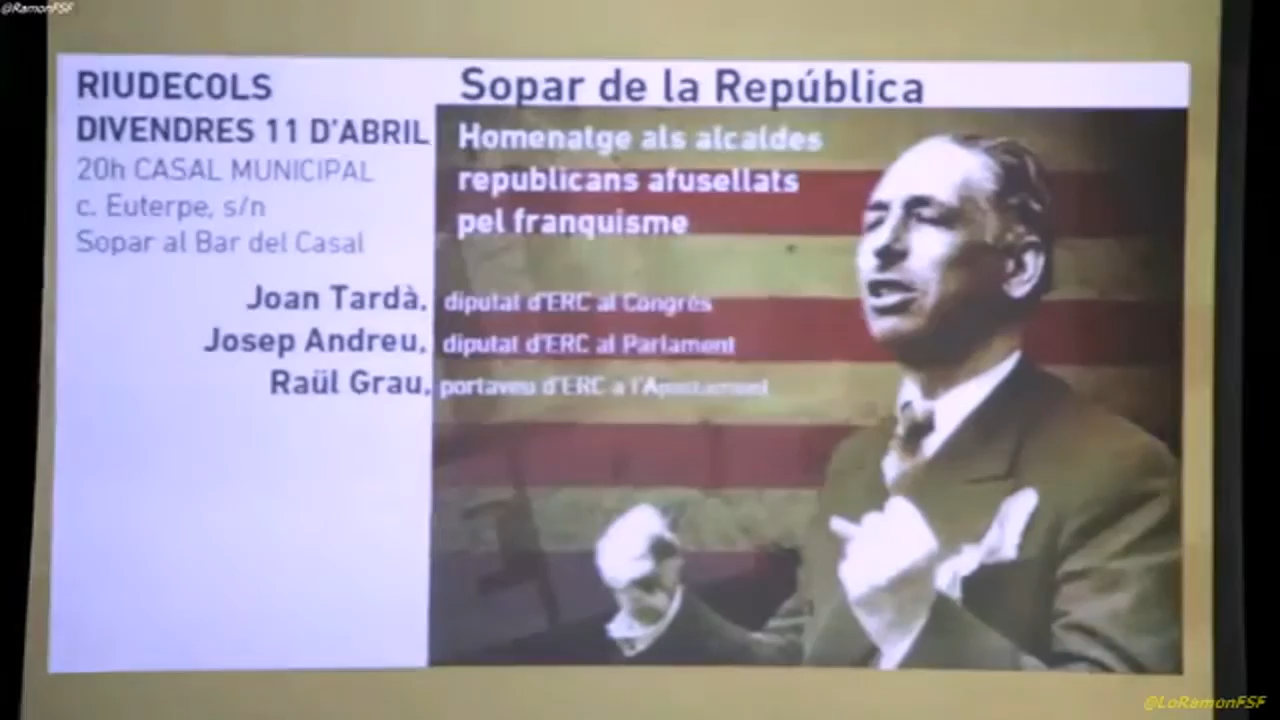 @RamonFSF
RIUDECOLS
DIVENDRES 11 D'ABRIL
20h CASAL MUNICIPAL
c. Euterpe, s/n
Sopar al Bar del Casal
Sopar de la República
Homenatge als alcaldes
republicans afusellats
pel franquisme
Joan Tardà, diputat d'ERC al Congrés
Josep Andreu, diputat d'ERC al Parlament
Raül Grau, portaveu d'ERC a l'Ajuntament
@LoRamonFSF